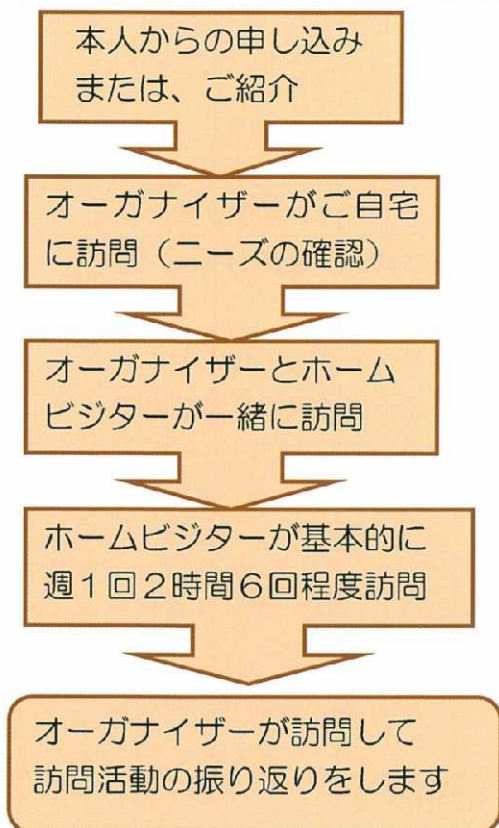 本人からの申し込み
または、ご紹介
オーガナイザーがご自宅
に訪問（ニーズの確認）
オーガナイザーとホーム
ビジターが一緒に訪問
ホームビジターが基本的に
週１回２時間６回程度訪問
オーガナイザーが訪問して
訪問活動の振り返りをします